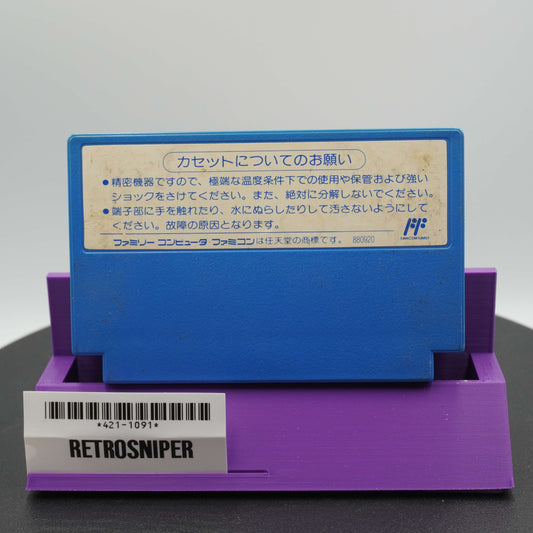 カセットについてのお願い
●精密機器ですので、極端な温度条件下での使用や保管および強い
ショックをさけてください。また、絶対に分解しないでください。
●端子部に手を触れたり、水にぬらしたりして汚さないようにして
ください。故障の原因となります。
ファミリーコンピュータ・ファミコンは任天堂の商標です。 880920
FAMICOM FAMILY
*421-1091*
RETROSNIPER